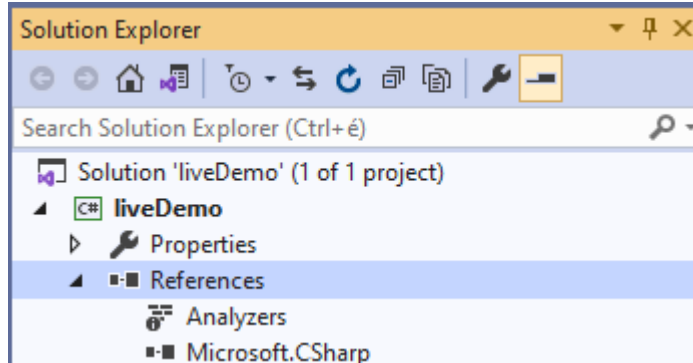 Solution Explorer
Search Solution Explorer (Ctrl+é)
Solution 'liveDemo' (1 of 1 project)
C# liveDemo
Properties
References
Analyzers
Microsoft.CSharp